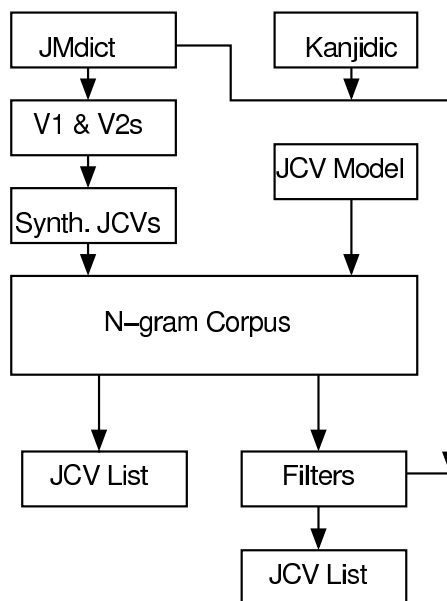 JMdict
Kanjidic
V1 & V2s
JCV Model
Synth. JCVs
N–gram Corpus
JCV List
Filters
JCV List